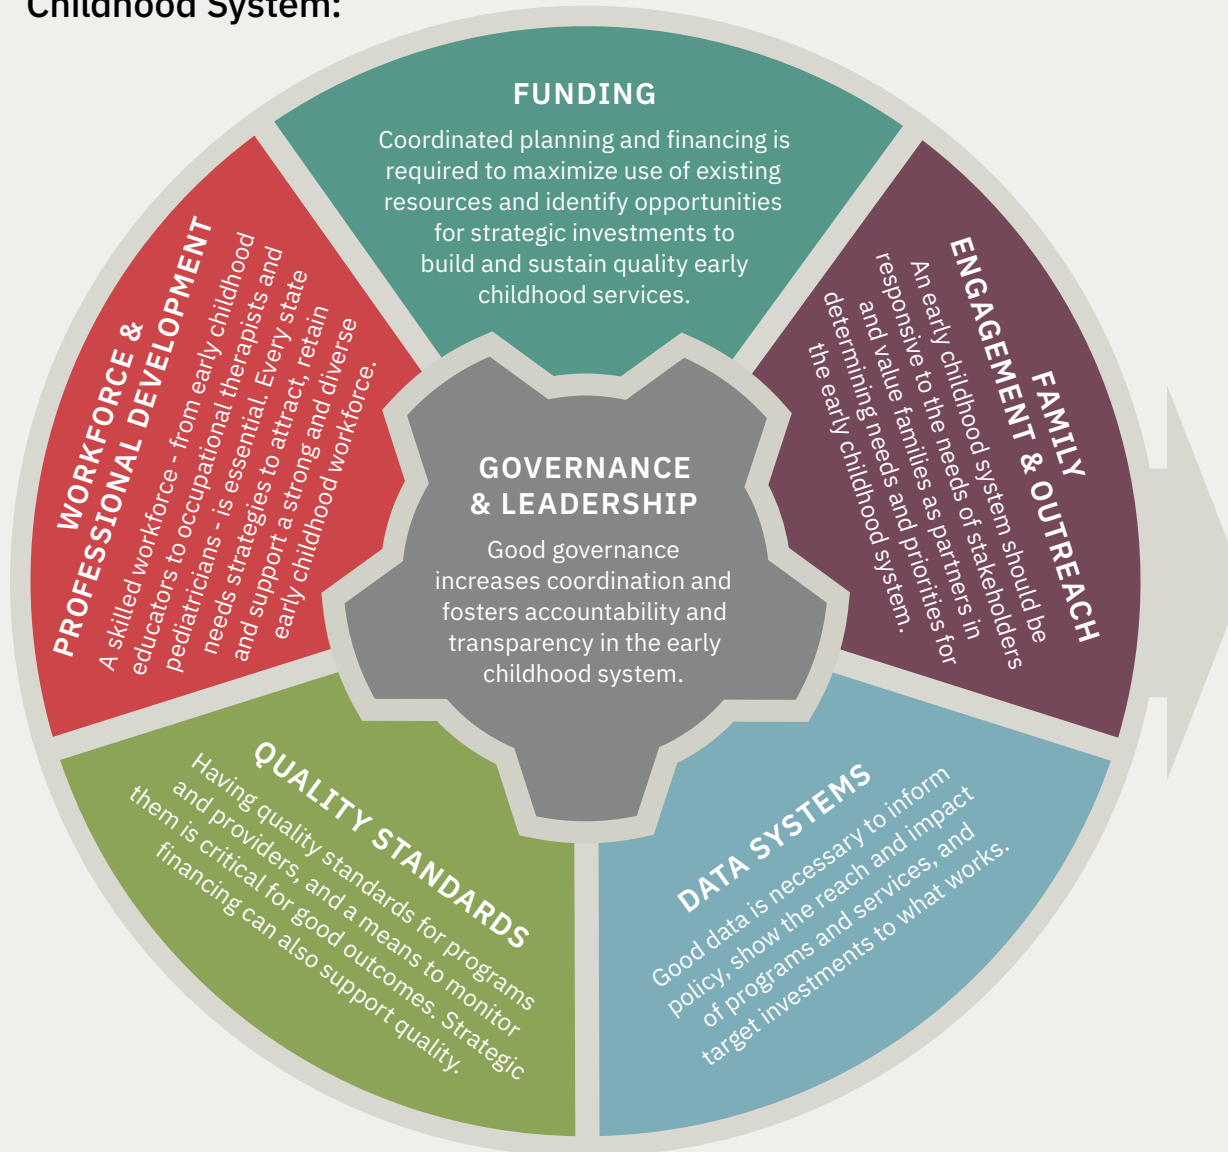 Childhood System:
FUNDING
Coordinated planning and financing is
required to maximize use of existing
resources and identify opportunities
for strategic investments to
build and sustain quality early
childhood services.
FAMILY
ENGAGEMENT & OUTREACH
An early childhood system should be
responsive to the needs of stakeholders
and value families as partners in
determining needs and priorities for
the early childhood system.
DATA SYSTEMS
Good data is necessary to inform
policy, show the reach and impact
of programs and services, and
target investments to what works.
QUALITY STANDARDS
Having quality standards for programs
and providers, and a means to monitor
them is critical for good outcomes. Strategic
financing can also support quality.
WORKFORCE &
PROFESSIONAL DEVELOPMENT
A skilled workforce - from early childhood
educators to occupational therapists and
pediatricians - is essential. Every state
needs strategies to attract, retain
and support a strong and diverse
early childhood workforce.
GOVERNANCE
& LEADERSHIP
Good governance
increases coordination and
fosters accountability and
transparency in the early
childhood system.